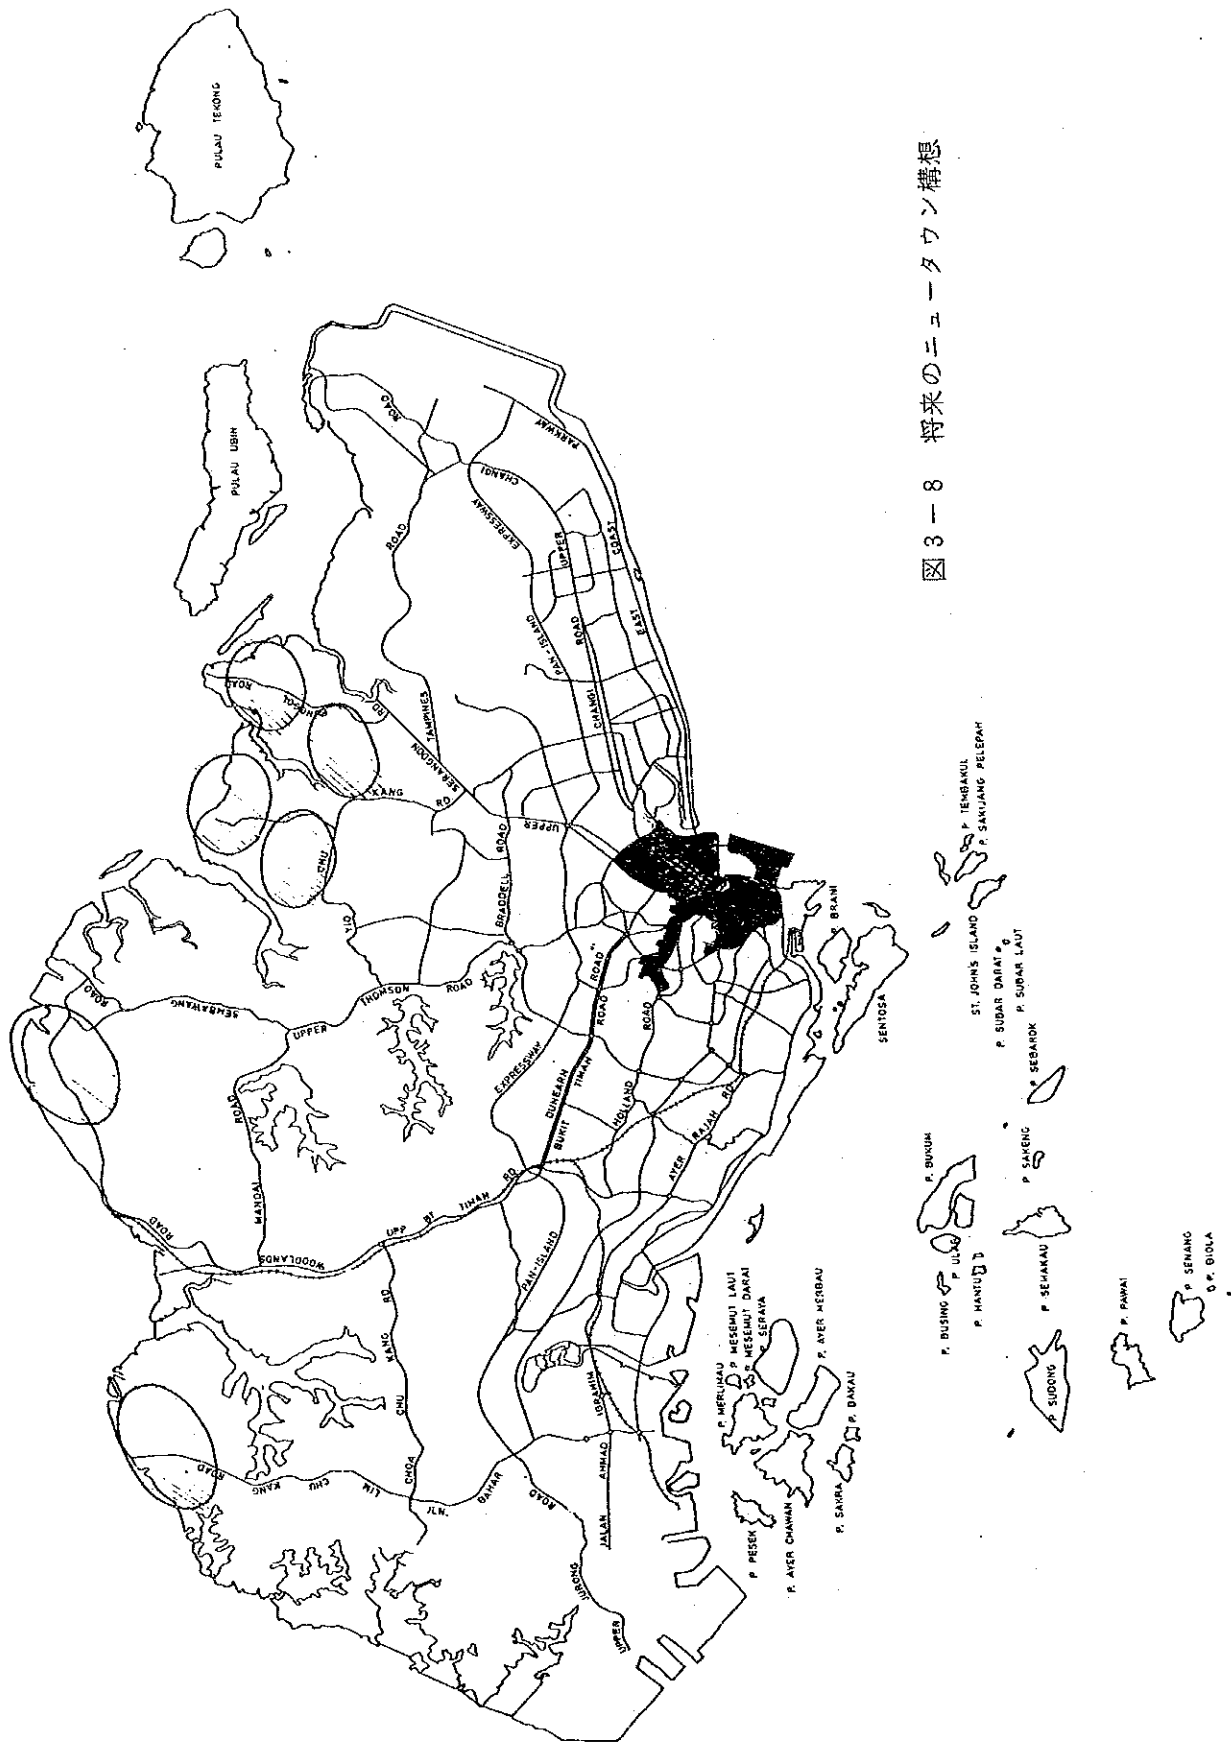 PULAU TEKONG
PULAU UBIN
ROAD
SEMBAWANG
ROAD
PONGGOL
RD
SERANGOON
UPPER
TAMPINES
ROAD
ROAD
CHANGI
UPPER
EXPRESSWAY
PAN-ISLAND
ROAD
CHANGI
PARKWAY
COAST
EAST
YIO
CHU
KANG
RD
BRADDELL
ROAD
UPPER
THOMSON
ROAD
MANDAI
ROAD
WOODLANDS
ROAD
UPP
BT
TIMAH
RD
EXPRESSWAY
PAN-ISLAND
DUNEARN
ROAD
BUKIT
TIMAH
ROAD
HOLLAND
ROAD
AYER
RAJAH
RD
LIM
CHU
KANG
ROAD
CHOA
CHU
KANG
RD
JLN.
BAHAR
UPPER
JURONG
ROAD
JALAN
AHMAD
IBRAHIM
P. BRANI
SENTOSA
P. TEMBAKUL
P. SAKIJANG PELEPAH
ST. JOHN'S ISLAND
P. SUBAR DARAT
P. SUBAR LAUT
P. SEBAROK
P. BUKUM
P. SAKENG
P. BUSING
P. ULAR
P. HANTU
P. SEMAKAU
P. SUDONG
P. PAWAI
P. SENANG
P. BIOLA
P. MERLIMAU
P. MESEMUT LAUT
P. MESEMUT DARAT
P. SERAYA
P. AYER MERBAU
P. PESEK
P. AYER CHAWAN
P. SAKRA
P. DAKAU
図3-8 将来のニュータウン構想